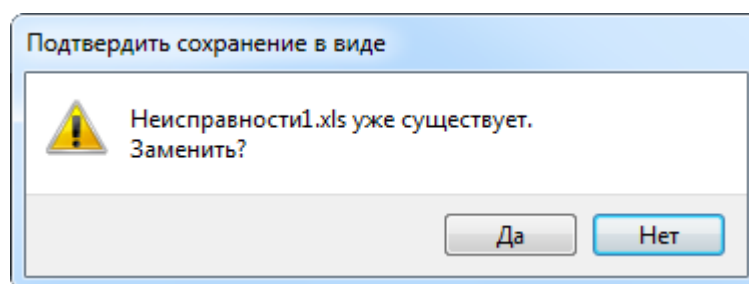 Подтвердить сохранение в виде
Неисправности1.xls уже существует.
Заменить?
Да
Нет